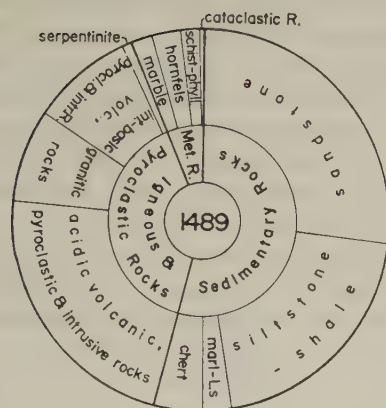 cataclastic R.
serpentinite
schist-phyll
hornfels
marble
int-basic volc,
pyrocl. & intr.R
granitic
rocks
acidic volcanic,
pyroclastic & intrusive rocks
chert
marl-Ls
siltstone
- shale
sandstone
Met. R.
Igneous &
Pyroclastic Rocks
Sedimentary
Rocks
1489